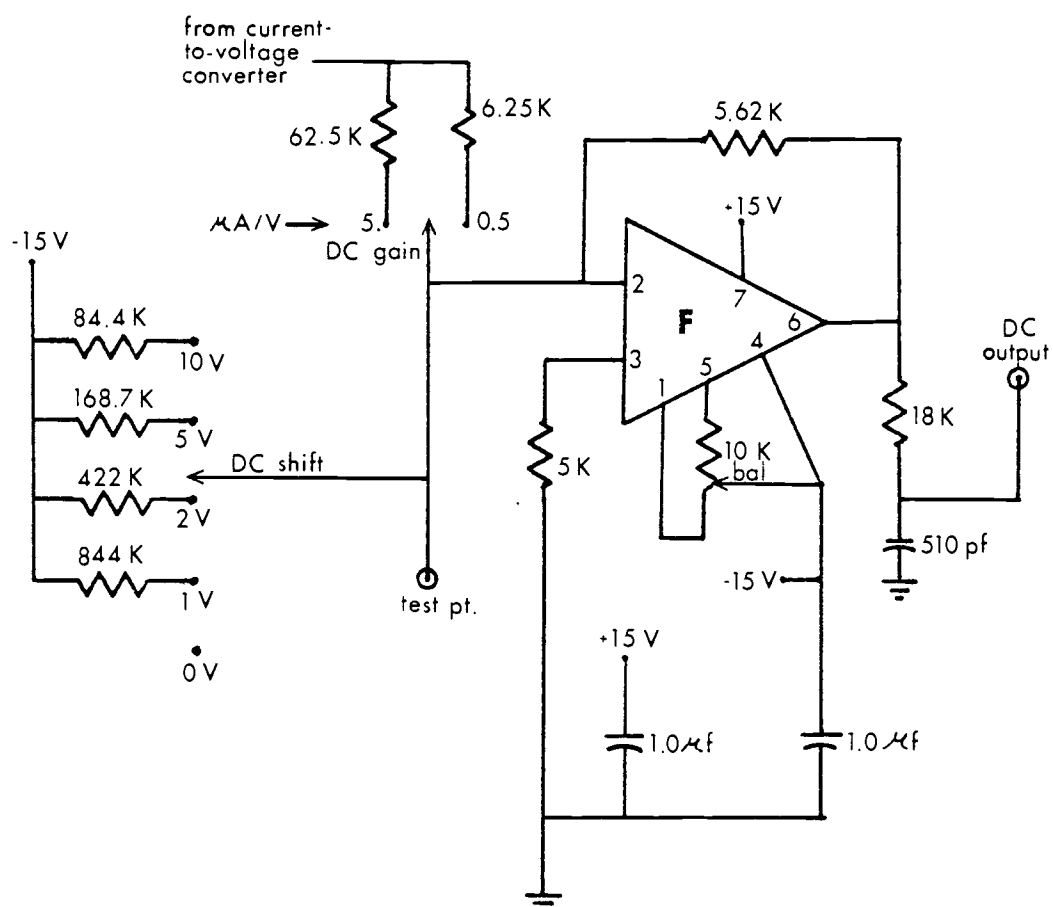 from current-
to-voltage
converter
62.5 K
6.25 K
5.62 K
μA/V
5.
0.5
DC gain
+15 V
-15 V
84.4 K
10 V
168.7 K
5 V
422 K
2 V
844 K
1 V
0 V
DC shift
test pt.
2
3
F
7
6
4
5
1
5 K
10 K
bal
DC
output
18 K
510 pf
-15 V
+15 V
1.0 μf
1.0 μf